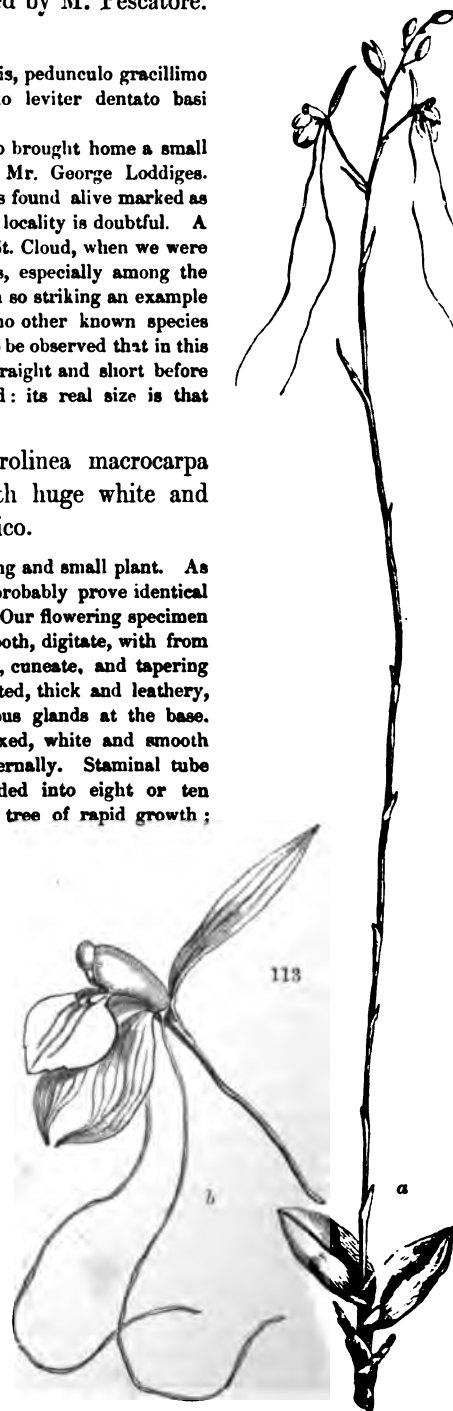 ed by M. Pescatore.
is, pedunculo gracillimo
o leviter dentato basi
o brought home a small
Mr. George Loddiges.
s found alive marked as
locality is doubtful. A
St. Cloud, when we were
s, especially among the
n so striking an example
no other known species
o be observed that in this
raight and short before
d: its real size is that
rolinea macrocarpa
th huge white and
ico.
ng and small plant. As
probably prove identical
Our flowering specimen
ooth, digitate, with from
, cuneate, and tapering
ted, thick and leathery,
ous glands at the base.
xed, white and smooth
ernally. Staminal tube
ded into eight or ten
tree of rapid growth;
113
a
b